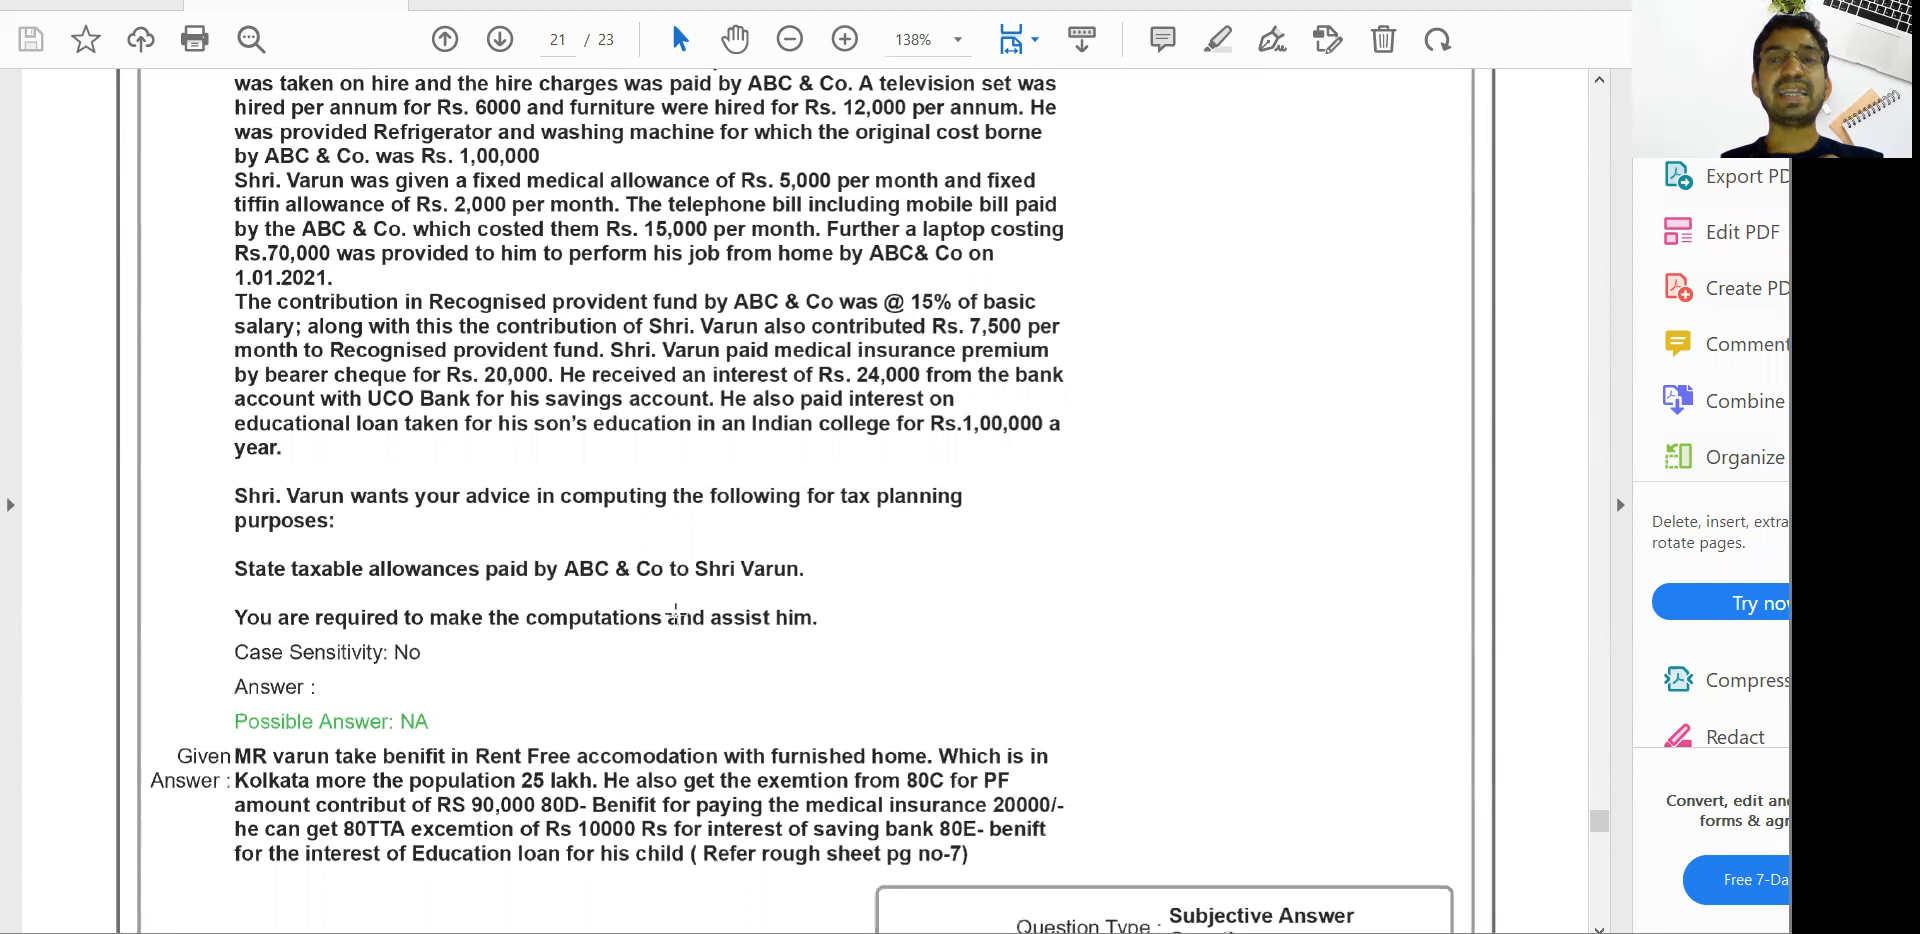 21 / 23
138%
was taken on hire and the hire charges was paid by ABC & Co. A television set was
hired per annum for Rs. 6000 and furniture were hired for Rs. 12,000 per annum. He
was provided Refrigerator and washing machine for which the original cost borne
by ABC & Co. was Rs. 1,00,000
Shri. Varun was given a fixed medical allowance of Rs. 5,000 per month and fixed
tiffin allowance of Rs. 2,000 per month. The telephone bill including mobile bill paid
by the ABC & Co. which costed them Rs. 15,000 per month. Further a laptop costing
Rs.70,000 was provided to him to perform his job from home by ABC& Co on
1.01.2021.
The contribution in Recognised provident fund by ABC & Co was @ 15% of basic
salary; along with this the contribution of Shri. Varun also contributed Rs. 7,500 per
month to Recognised provident fund. Shri. Varun paid medical insurance premium
by bearer cheque for Rs. 20,000. He received an interest of Rs. 24,000 from the bank
account with UCO Bank for his savings account. He also paid interest on
educational loan taken for his son's education in an Indian college for Rs.1,00,000 a
year.
Shri. Varun wants your advice in computing the following for tax planning
purposes:
State taxable allowances paid by ABC & Co to Shri Varun.
You are required to make the computations and assist him.
Case Sensitivity: No
Answer :
Possible Answer: NA
Given MR varun take benifit in Rent Free accomodation with furnished home. Which is in
Answer : Kolkata more the population 25 lakh. He also get the exemtion from 80C for PF
amount contribut of RS 90,000 80D- Benifit for paying the medical insurance 20000/-
he can get 80TTA excemtion of Rs 10000 Rs for interest of saving bank 80E- benift
for the interest of Education loan for his child ( Refer rough sheet pg no-7)
Question Type : Subjective Answer
Export PD
Edit PDF
Create PD
Comment
Combine
Organize
Delete, insert, extra
rotate pages.
Try nov
Compress
Redact
Convert, edit and
forms & agr
Free 7-Da